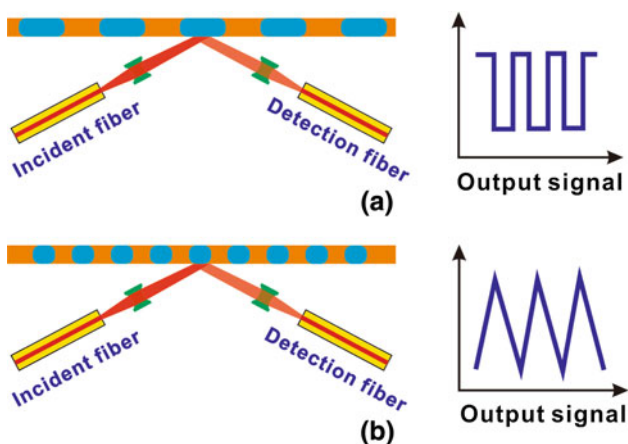 Incident fiber
Detection fiber
(a)
Output signal
Incident fiber
Detection fiber
(b)
Output signal